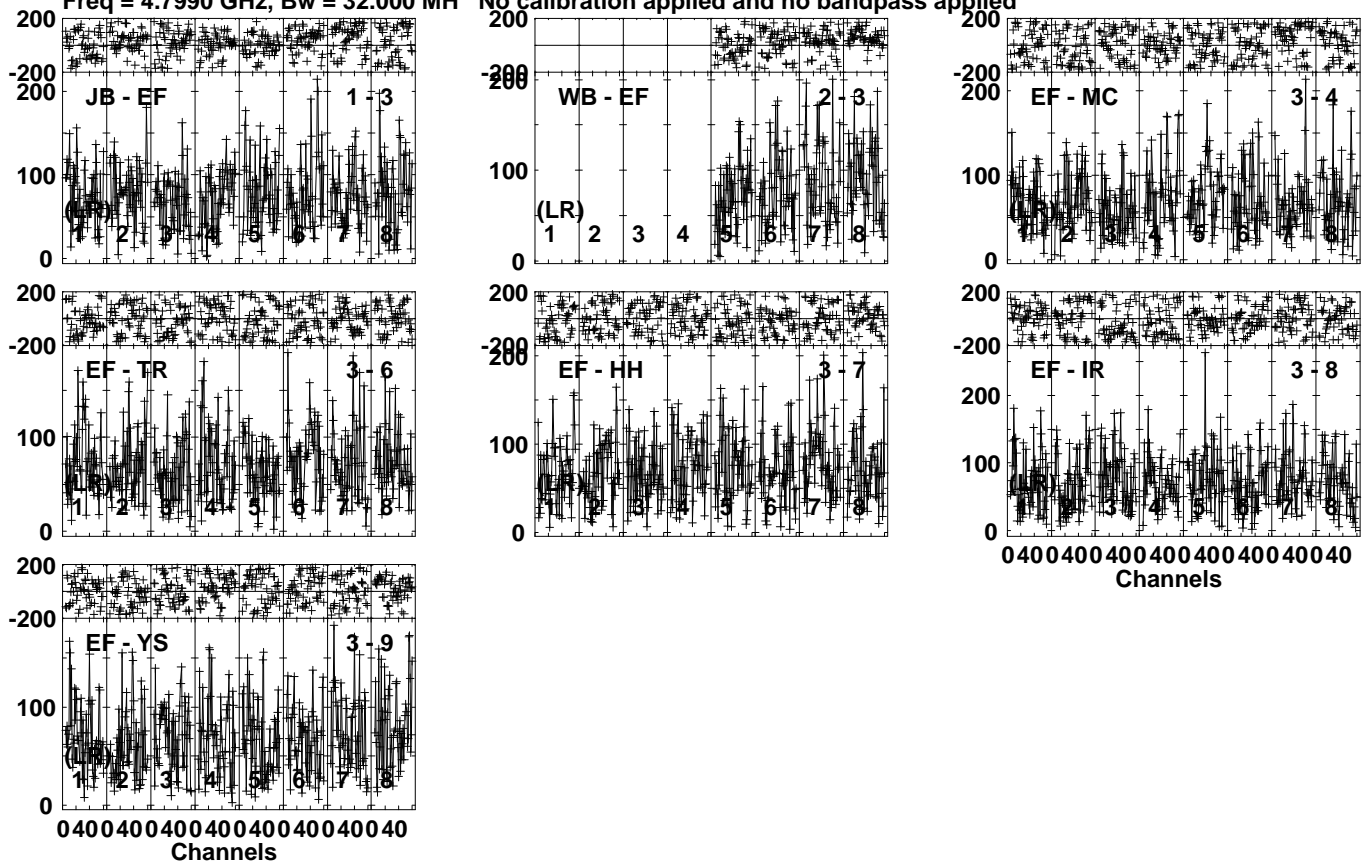 Freq = 4.7990 GHz, Bw = 32.000 MH No calibration applied and no bandpass applied
200
-200
200
JB - EF 1 - 3
100
(LR)
1 2 3 4 5 6 7 8
0
200
-200
200
WB - EF 2 - 3
100
(LR)
1 2 3 4 5 6 7 8
0
200
-200
200
EF - MC 3 - 4
100
(LR)
1 2 3 4 5 6 7 8
0
200
-200
EF - TR 3 - 6
100
(LR)
1 2 3 4 5 6 7 8
0
200
-200
200
EF - HH 3 - 7
100
(LR)
1 2 3 4 5 6 7 8
0
200
-200
EF - IR 3 - 8
200
100
(LR)
1 2 3 4 5 6 7 8
0
0 40 0 40 0 40 0 40 0 40 0 40 0 40 0 40
Channels
200
-200
EF - YS 3 - 9
100
(LR)
1 2 3 4 5 6 7 8
0
0 40 0 40 0 40 0 40 0 40 0 40 0 40 0 40
Channels